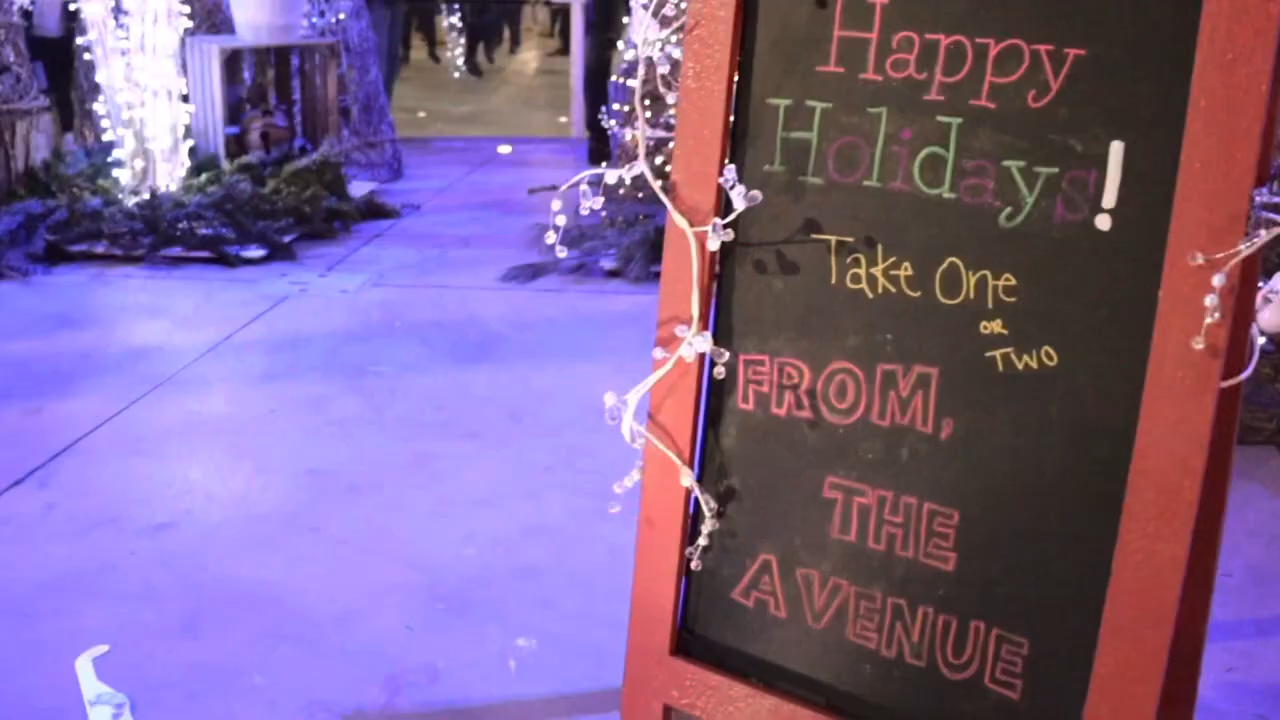 Happy
Holidays!
Take One
OR
TWO
FROM,
THE
AVENUE